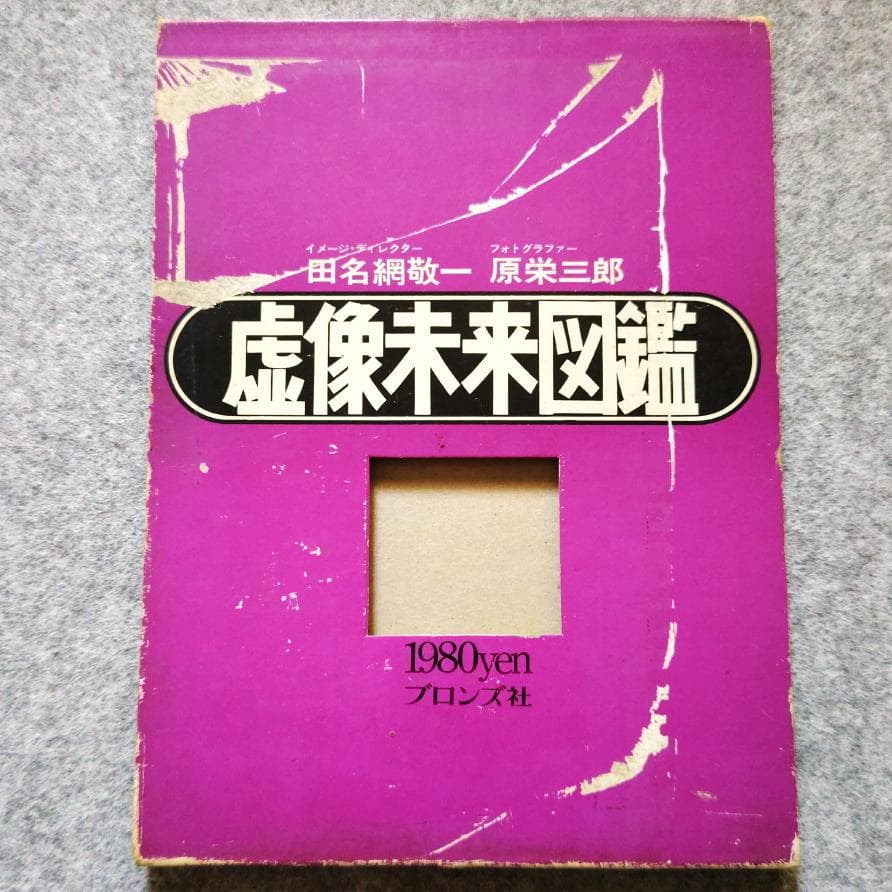 イメージ・ディレクター フォトグラファー
田名網敬一 原栄三郎
虚像未来図鑑
1980yen
ブロンズ社